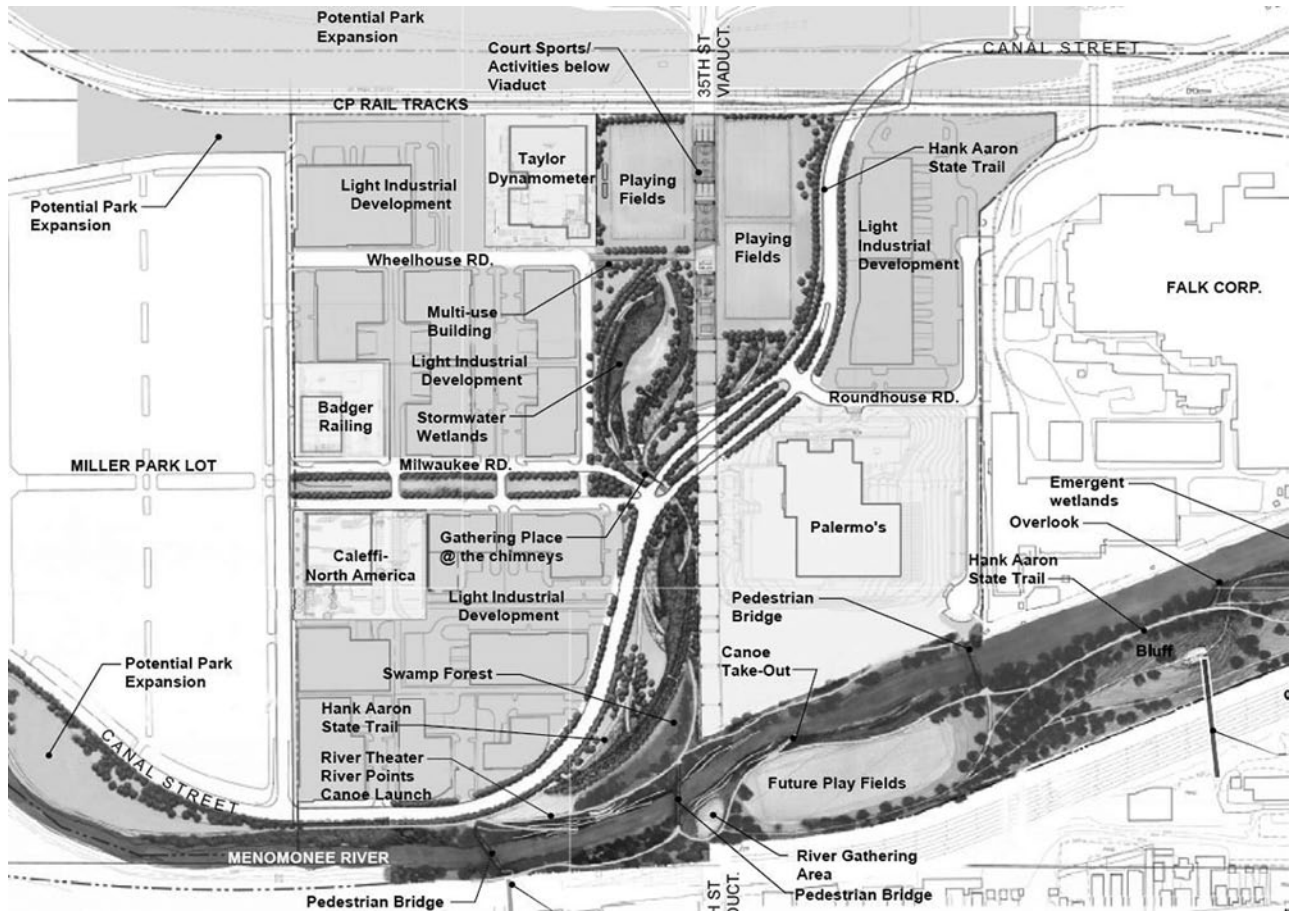 Potential Park
Expansion
Court Sports/
Activities below
Viaduct
35TH ST
VIADUCT.
CANAL STREET
CP RAIL TRACKS
Potential Park
Expansion
Light Industrial
Development
Taylor
Dynamometer
Playing
Fields
Playing
Fields
Hank Aaron
State Trail
Light
Industrial
Development
FALK CORP.
Wheelhouse RD.
Multi-use
Building
Light Industrial
Development
Stormwater
Wetlands
Badger
Railing
Roundhouse RD.
MILLER PARK LOT
Milwaukee RD.
Gathering Place
@ the chimneys
Palermo's
Emergent
wetlands
Overlook
Hank Aaron
State Trail
Caleffi-
North America
Light Industrial
Development
Pedestrian
Bridge
Canoe
Take-Out
Bluff
Potential Park
Expansion
Swamp Forest
Hank Aaron
State Trail
River Theater
River Points
Canoe Launch
CANAL STREET
Future Play Fields
MENOMONEE RIVER
River Gathering
Area
Pedestrian Bridge
Pedestrian Bridge
H ST
DUCT.